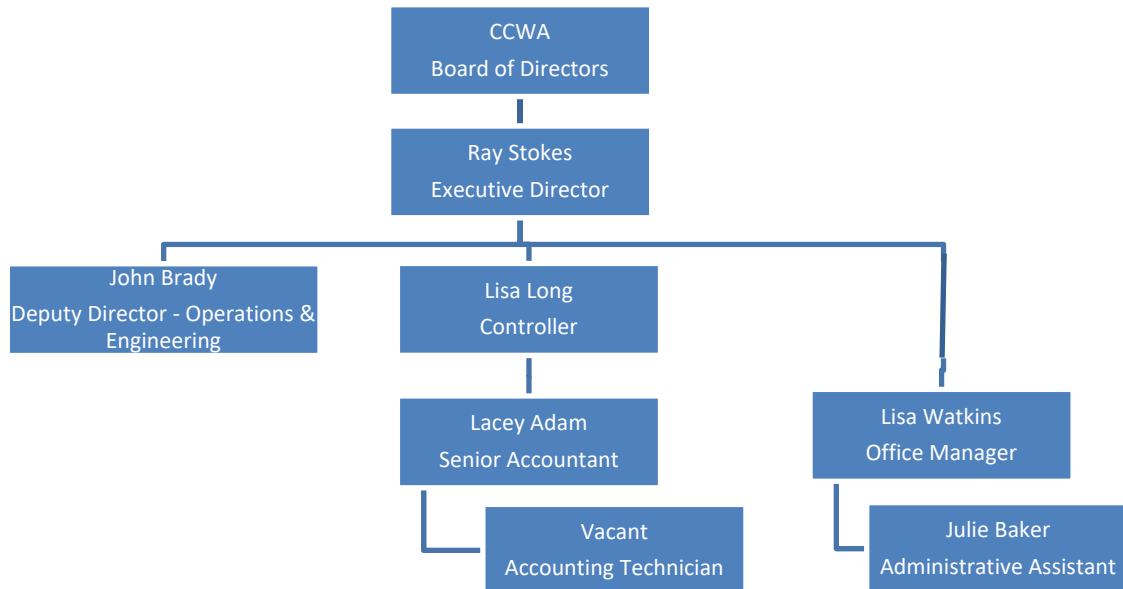 CCWA
Board of Directors
Ray Stokes
Executive Director
John Brady
Deputy Director - Operations &
Engineering
Lisa Long
Controller
Lacey Adam
Senior Accountant
Lisa Watkins
Office Manager
Vacant
Accounting Technician
Julie Baker
Administrative Assistant